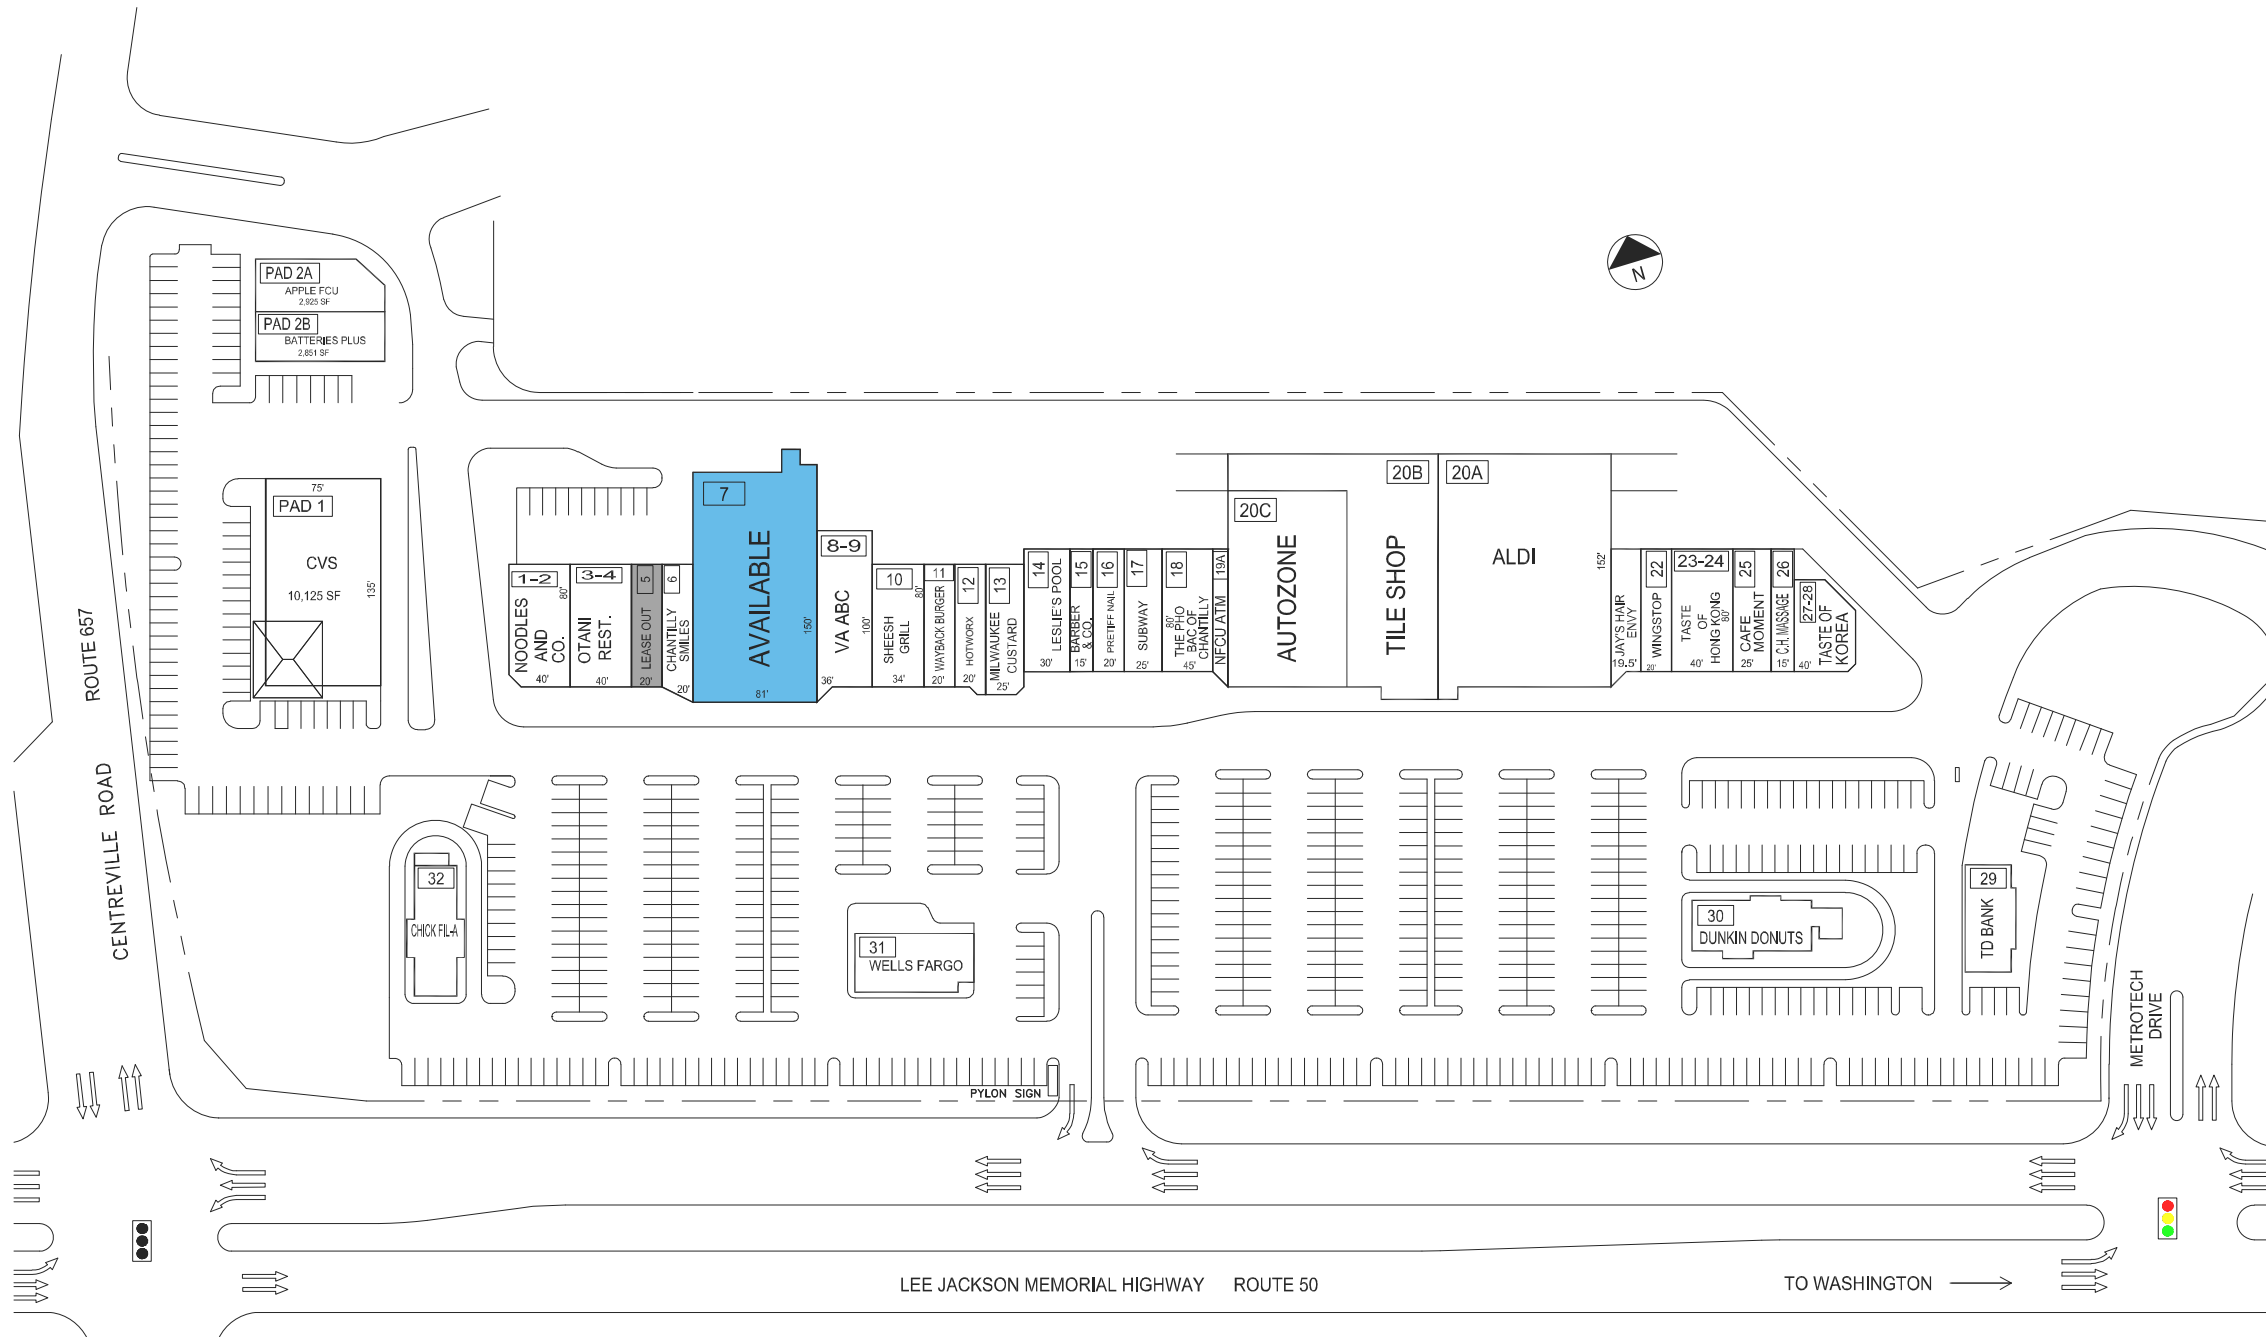 PAD 2A
APPLE FCU
2,925 SF
PAD 2B
BATTERIES PLUS
2,851 SF
N
75'
PAD 1
CVS
10,125 SF
135'
ROUTE 657
CENTREVILLE ROAD
1-2
80'
NOODLES
AND
CO.
40'
3-4
OTANI
REST.
40'
5
LEASE OUT
20'
6
CHANTILLY
SMILES
20'
7
AVAILABLE
150'
81'
8-9
VA ABC
100'
36'
10
80'
SHEESH
GRILL
34'
11
WAYBACK BURGER
20'
12
HOTWORX
20'
13
MILWAUKEE
CUSTARD
25'
14
LESLIE'S POOL
30'
15
BARBER
& CO.
15'
16
PRETIFF NAIL
20'
17
SUBWAY
25'
18
80'
THE PHO
BAC OF
CHANTILLY
45'
19A
NFCU ATM
20C
AUTOZONE
20B
TILE SHOP
20A
ALDI
152'
JAY'S HAIR
ENVY
19.5'
22
WINGSTOP
20'
23-24
TASTE
OF
HONG KONG
80'
40'
25
CAFE
MOMENT
25'
26
C.H. MASSAGE
15'
27-28
TASTE OF
KOREA
40'
32
CHICK FIL-A
31
WELLS FARGO
30
DUNKIN DONUTS
29
TD BANK
METROTECH
DRIVE
PYLON SIGN
LEE JACKSON MEMORIAL HIGHWAY ROUTE 50
TO WASHINGTON